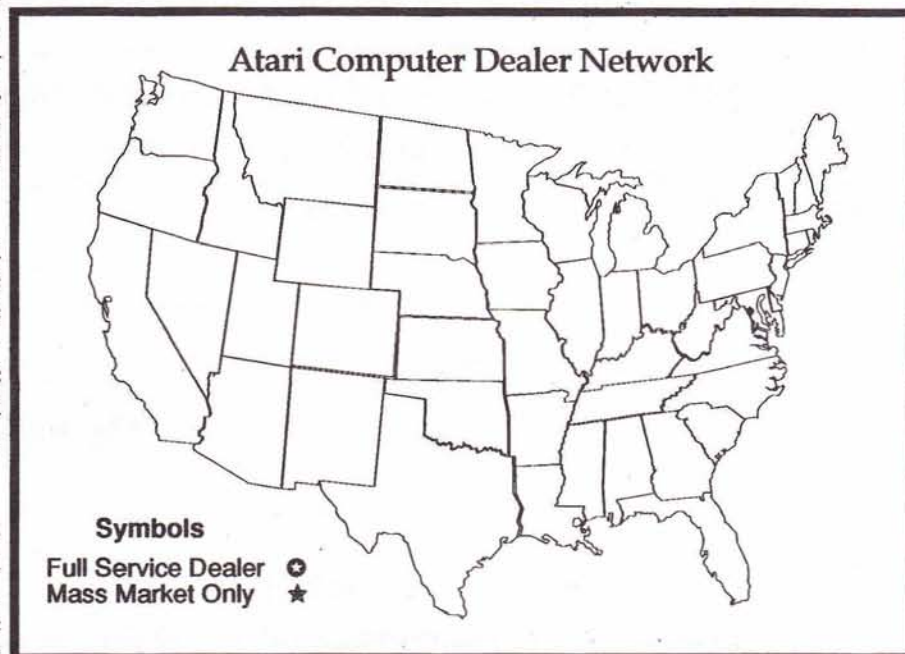 Atari Computer Dealer Network
Symbols
Full Service Dealer ✪
Mass Market Only ★